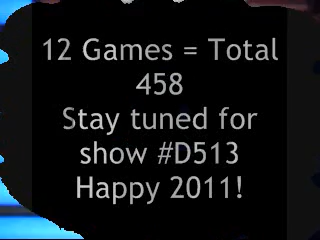 12 Games = Total
458
Stay tuned for
show #D513
Happy 2011!